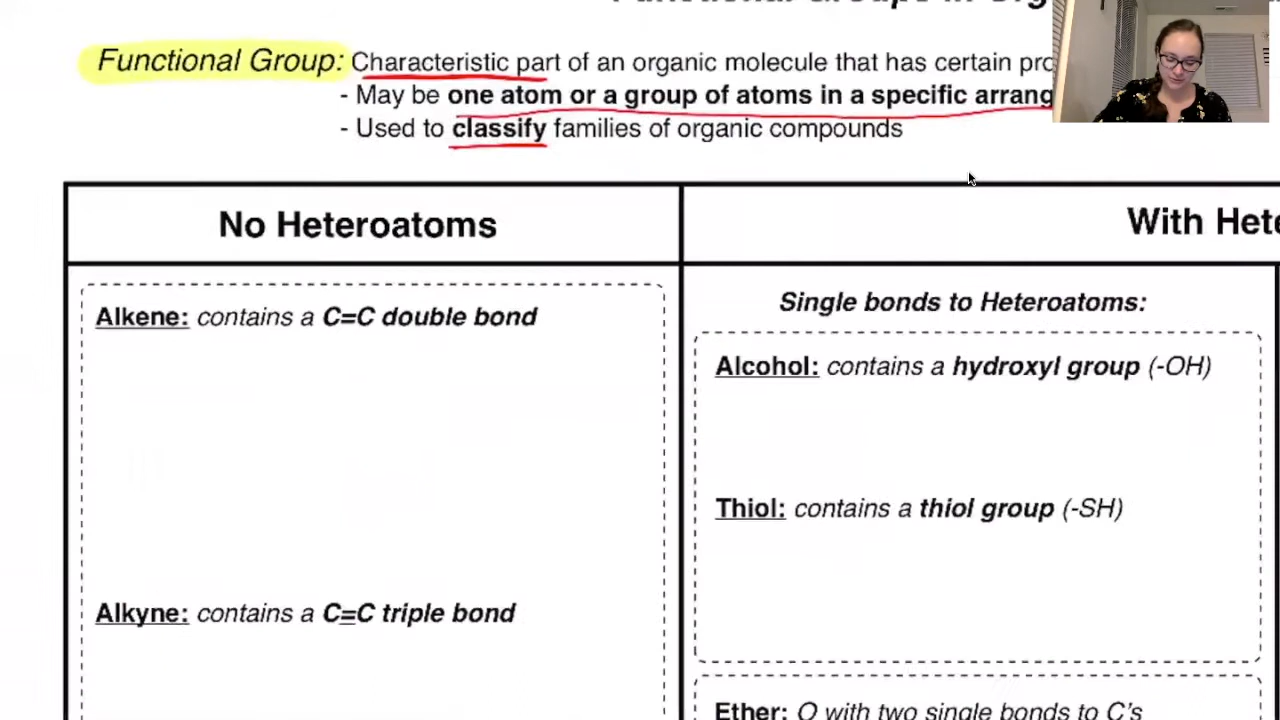 Functional Group: Characteristic part of an organic molecule that has certain
- May be one atom or a group of atoms in a specific
- Used to classify families of organic compounds
No Heteroatoms
With
Alkene: contains a C=C double bond
Alkyne: contains a C≡C triple bond
Single bonds to Heteroatoms:
Alcohol: contains a hydroxyl group (-OH)
Thiol: contains a thiol group (-SH)
Ether: O with two single bonds to C's